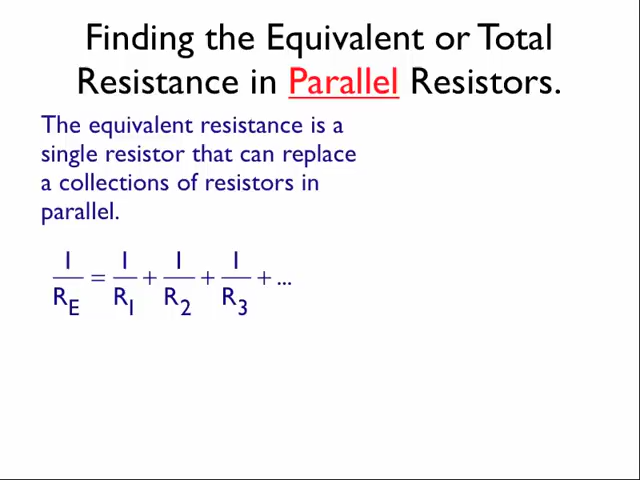 Finding the Equivalent or Total
Resistance in Parallel Resistors.
The equivalent resistance is a
single resistor that can replace
a collections of resistors in
parallel.
1/R_E = 1/R_1 + 1/R_2 + 1/R_3 + ...